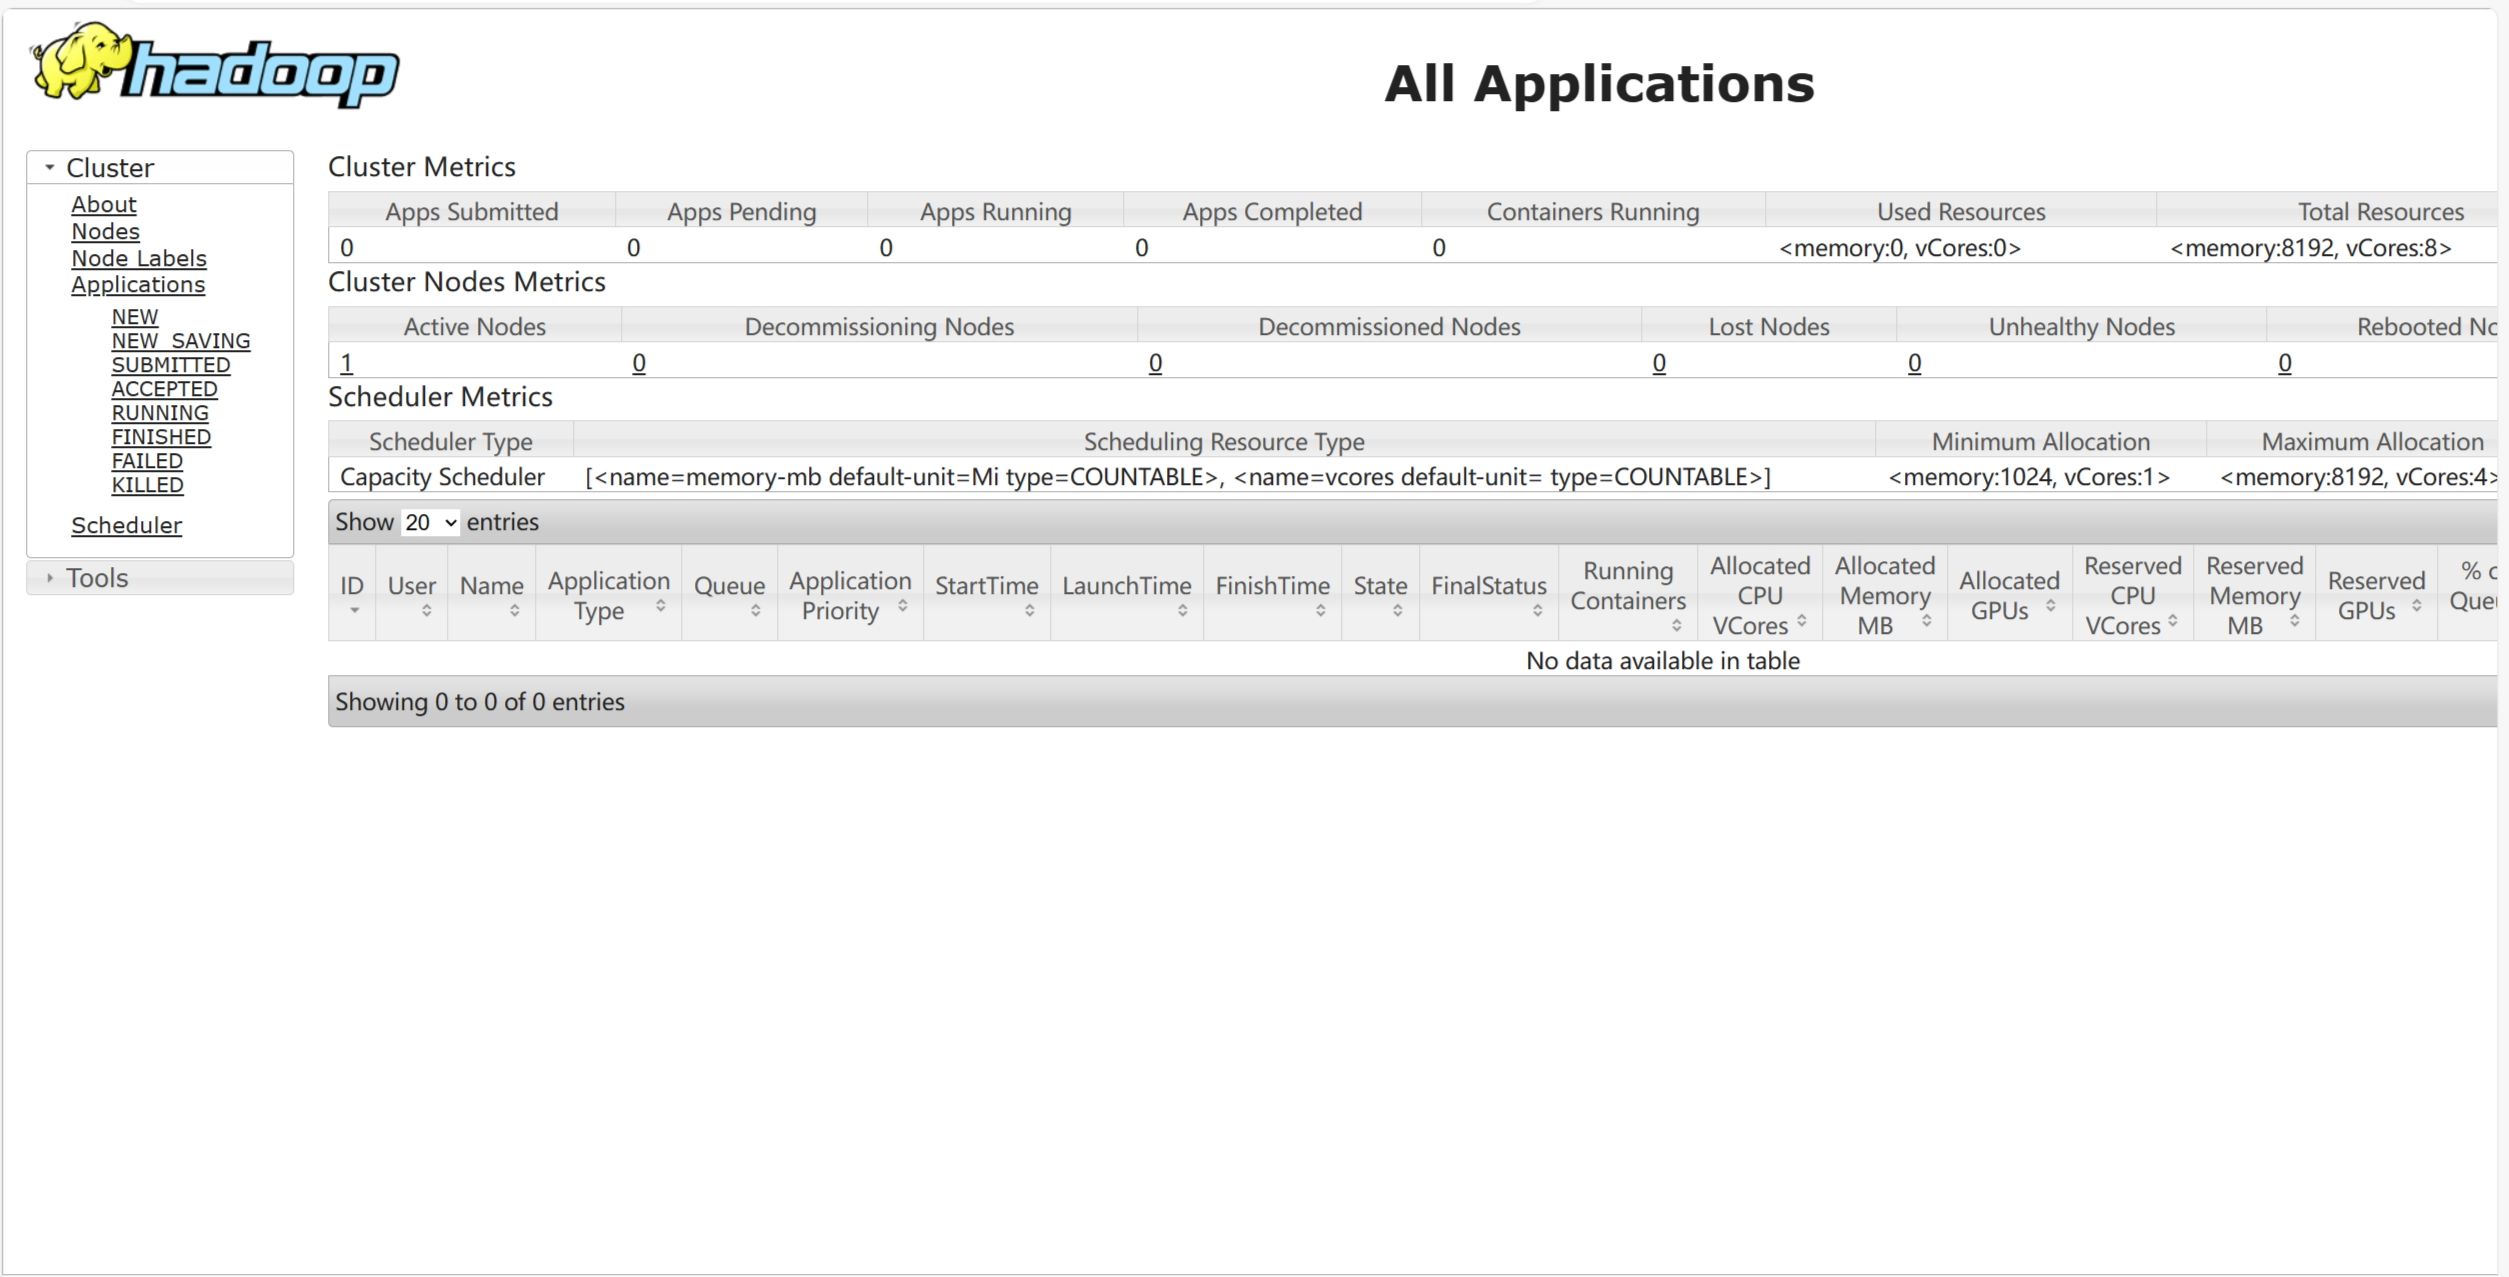 hadoop
All Applications
Cluster
About
Nodes
Node Labels
Applications
NEW
NEW_SAVING
SUBMITTED
ACCEPTED
RUNNING
FINISHED
FAILED
KILLED
Scheduler
Tools
Cluster Metrics
Apps Submitted Apps Pending Apps Running Apps Completed Containers Running Used Resources Total Resources
0 0 0 0 0 <memory:0, vCores:0> <memory:8192, vCores:8>
Cluster Nodes Metrics
Active Nodes Decommissioning Nodes Decommissioned Nodes Lost Nodes Unhealthy Nodes Rebooted
1 0 0 0 0 0
Scheduler Metrics
Scheduler Type Scheduling Resource Type Minimum Allocation Maximum Allocation
Capacity Scheduler [<name=memory-mb default-unit=Mi type=COUNTABLE>, <name=vcores default-unit= type=COUNTABLE>] <memory:1024, vCores:1> <memory:8192, vCores:4>
Show 20 entries
ID User Name Application Type Queue Application Priority StartTime LaunchTime FinishTime State FinalStatus Running Containers Allocated CPU VCores Allocated Memory MB Allocated GPUs Reserved CPU VCores Reserved Memory MB Reserved GPUs %
No data available in table
Showing 0 to 0 of 0 entries